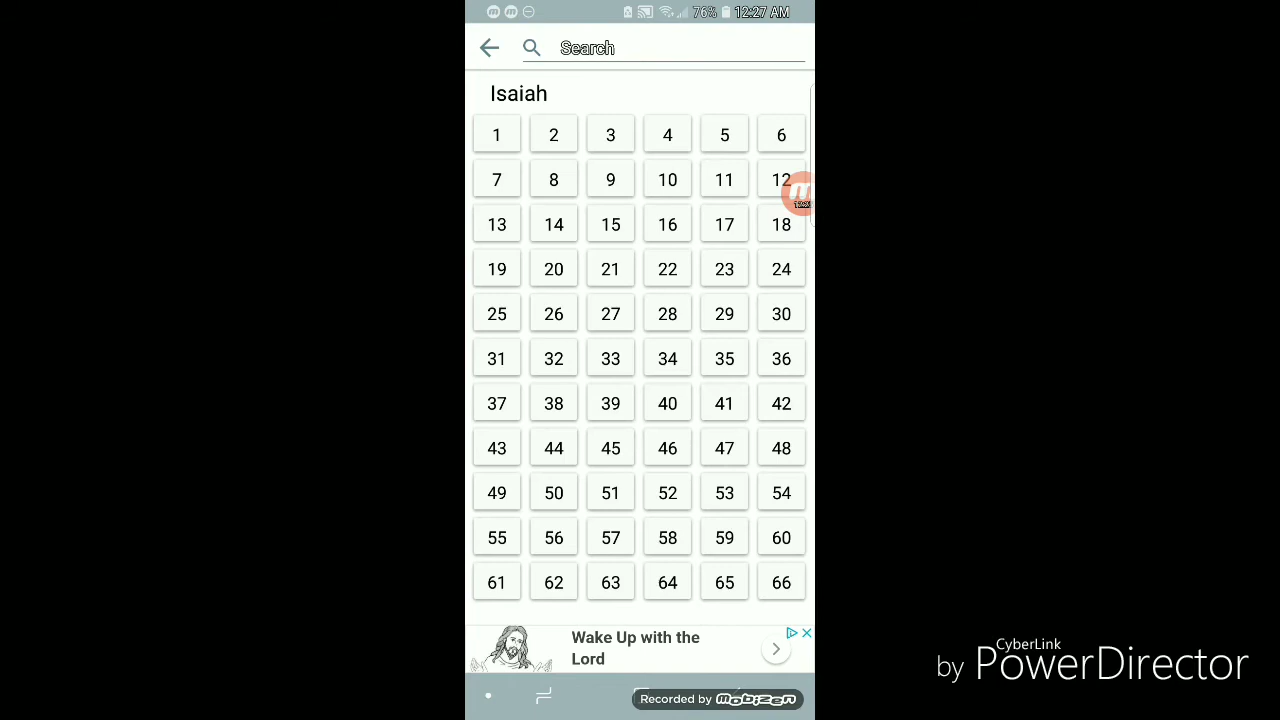 76% 12:27 AM
Search
Isaiah
1 2 3 4 5 6
7 8 9 10 11 12
13 14 15 16 17 18
19 20 21 22 23 24
25 26 27 28 29 30
31 32 33 34 35 36
37 38 39 40 41 42
43 44 45 46 47 48
49 50 51 52 53 54
55 56 57 58 59 60
61 62 63 64 65 66
Wake Up with the
Lord
Recorded by mobizen
CyberLink
by PowerDirector